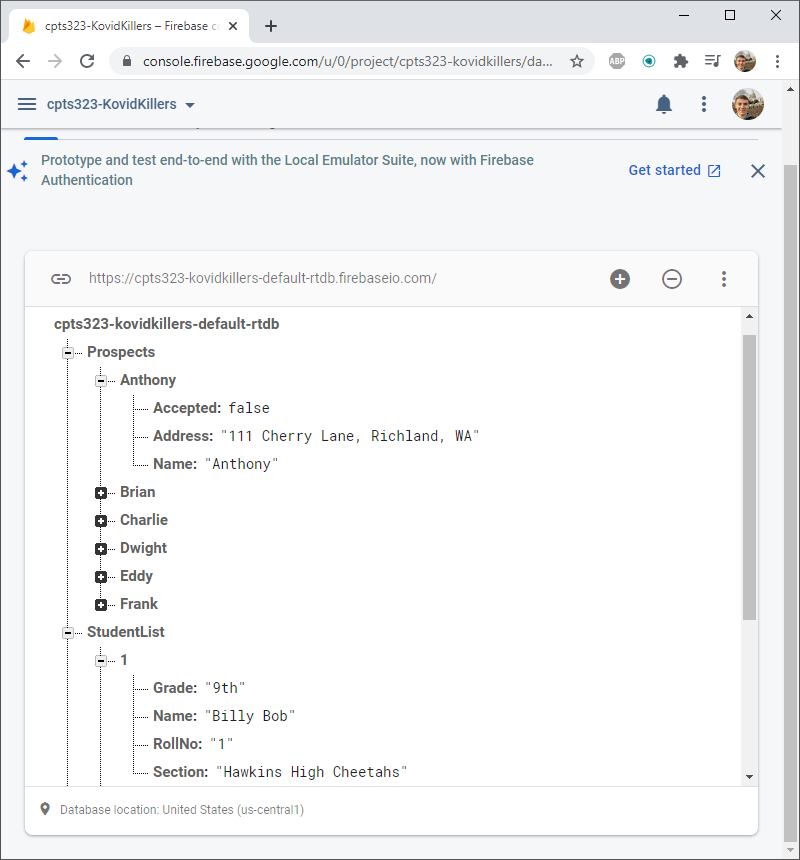 cpts323-KovidKillers – Firebase c
console.firebase.google.com/u/0/project/cpts323-kovidkillers/da...
ABP
cpts323-KovidKillers
Prototype and test end-to-end with the Local Emulator Suite, now with Firebase
Authentication
Get started
https://cpts323-kovidkillers-default-rtdb.firebaseio.com/
cpts323-kovidkillers-default-rtdb
Prospects
Anthony
Accepted: false
Address: "111 Cherry Lane, Richland, WA"
Name: "Anthony"
Brian
Charlie
Dwight
Eddy
Frank
StudentList
1
Grade: "9th"
Name: "Billy Bob"
RollNo: "1"
Section: "Hawkins High Cheetahs"
Database location: United States (us-central1)